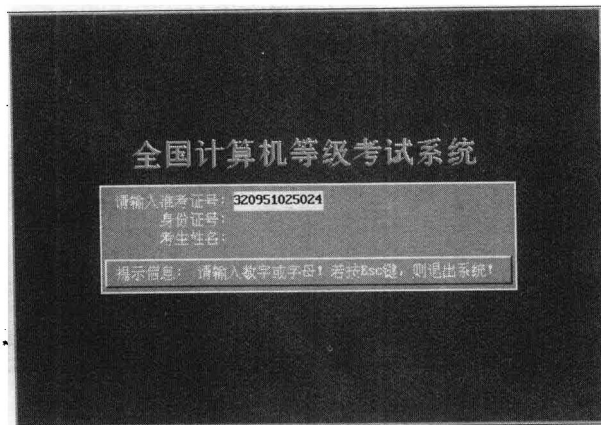 全国计算机等级考试系统
请输入准考证号：320951025024
身份证号：
考生姓名：
提示信息： 请输入数字或字母！若按Esc键，则退出系统！